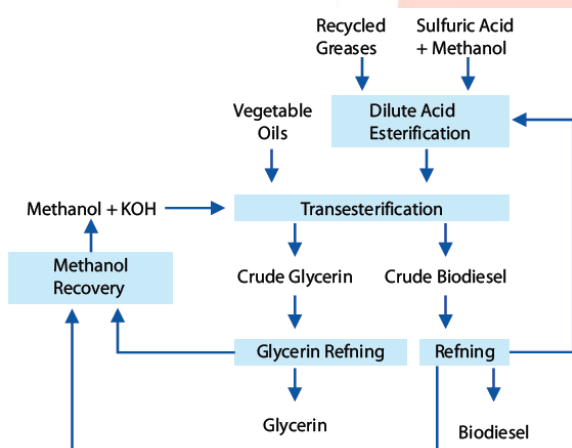 Recycled
Greases
Sulfuric Acid
+ Methanol
Dilute Acid
Esterification
Vegetable
Oils
Methanol + KOH
Transesterification
Methanol
Recovery
Crude Glycerin
Crude Biodiesel
Glycerin Refning
Refning
Glycerin
Biodiesel